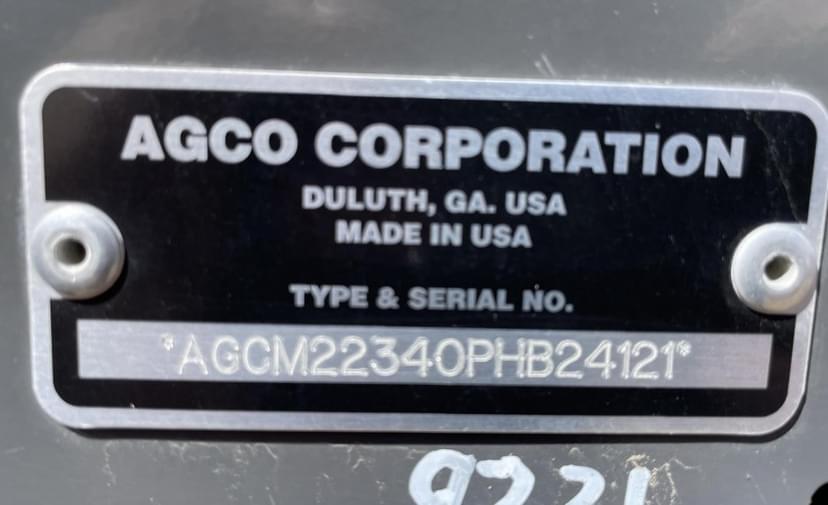 AGCO CORPORATION
DULUTH, GA. USA
MADE IN USA
TYPE & SERIAL NO.
*AGCM22340PHB24121*